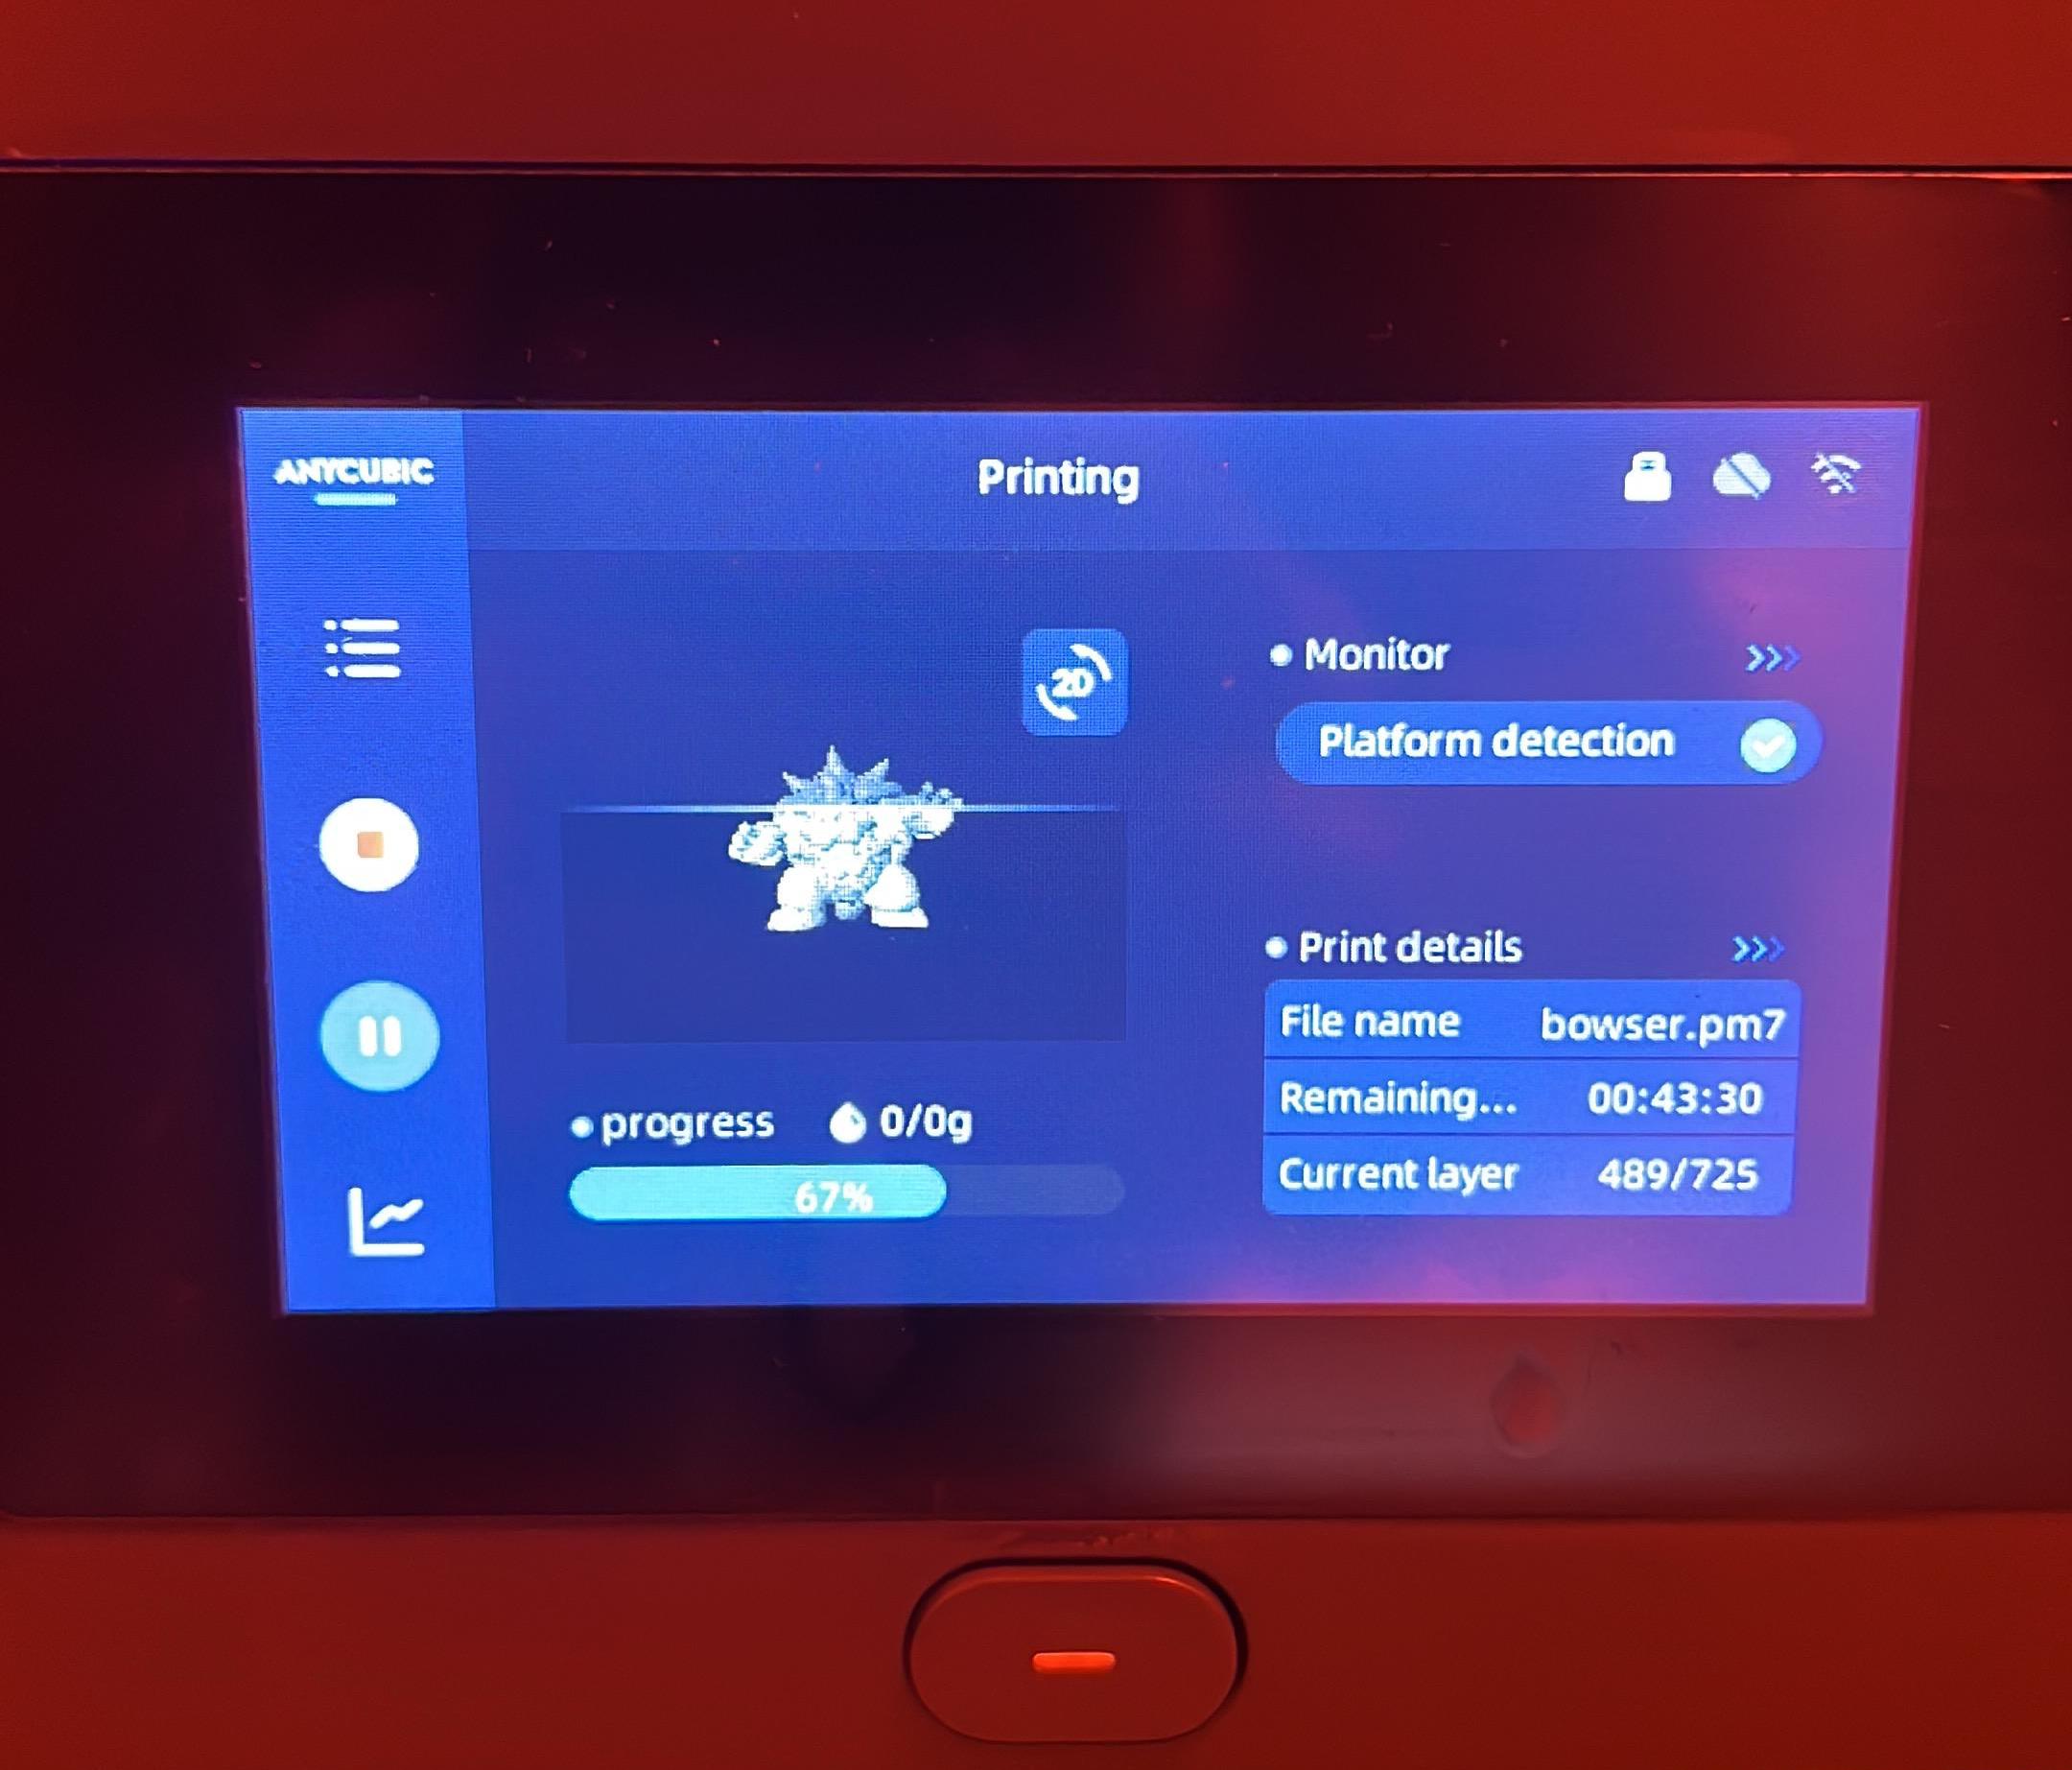 ANYCUBIC
Printing
2D
Monitor
Platform detection
Print details
File name bowser.pm7
Remaining... 00:43:30
Current layer 489/725
progress 0/0g
67%